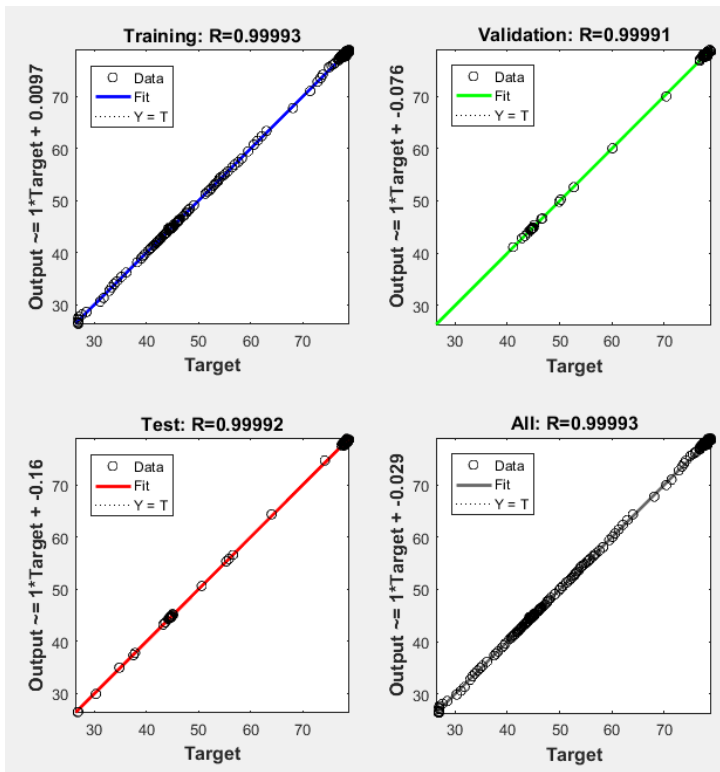 Training: R=0.99993
Output ~= 1*Target + 0.0097
Data
Fit
Y = T
70
60
50
40
30
30 40 50 60 70
Target
Validation: R=0.99991
Output ~= 1*Target + -0.076
Data
Fit
Y = T
70
60
50
40
30
30 40 50 60 70
Target
Test: R=0.99992
Output ~= 1*Target + -0.16
Data
Fit
Y = T
70
60
50
40
30
30 40 50 60 70
Target
All: R=0.99993
Output ~= 1*Target + -0.029
Data
Fit
Y = T
70
60
50
40
30
30 40 50 60 70
Target